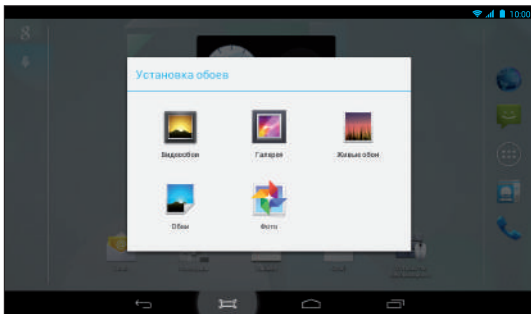 10:00
Установка обоев
Видеообои
Галерея
Живые обои
Обои
Фото